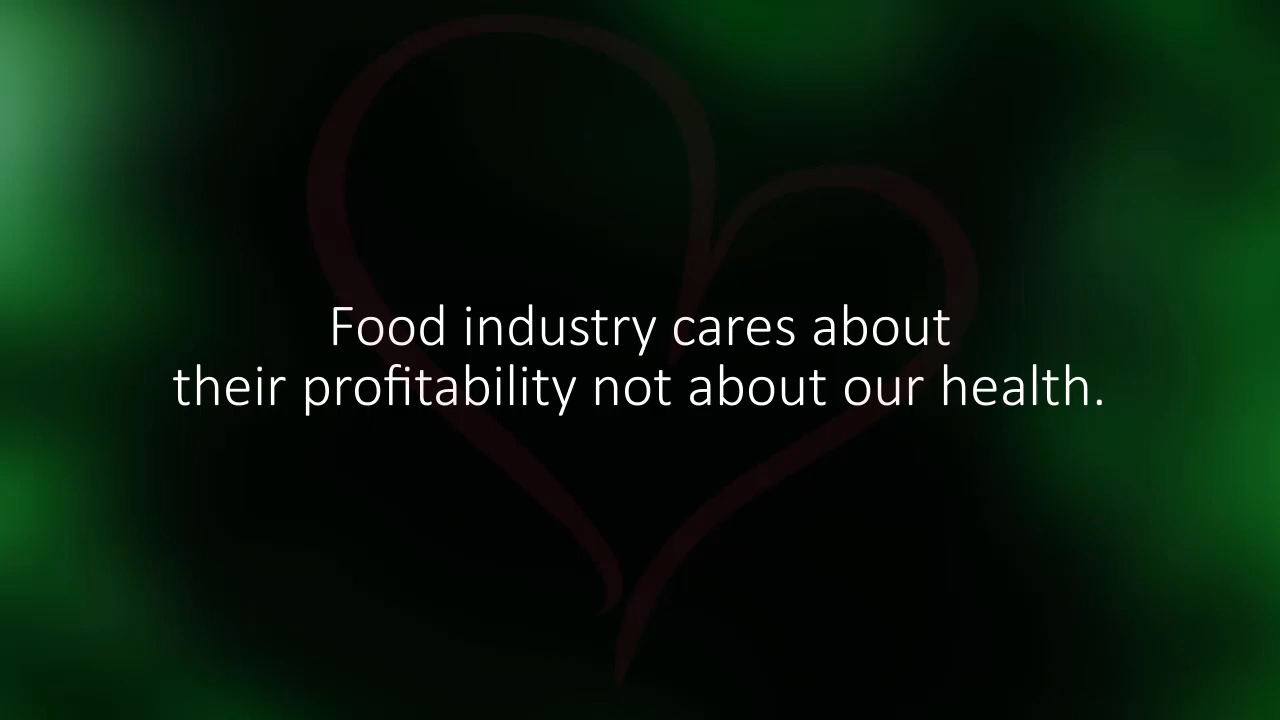 Food industry cares about
their profitability not about our health.